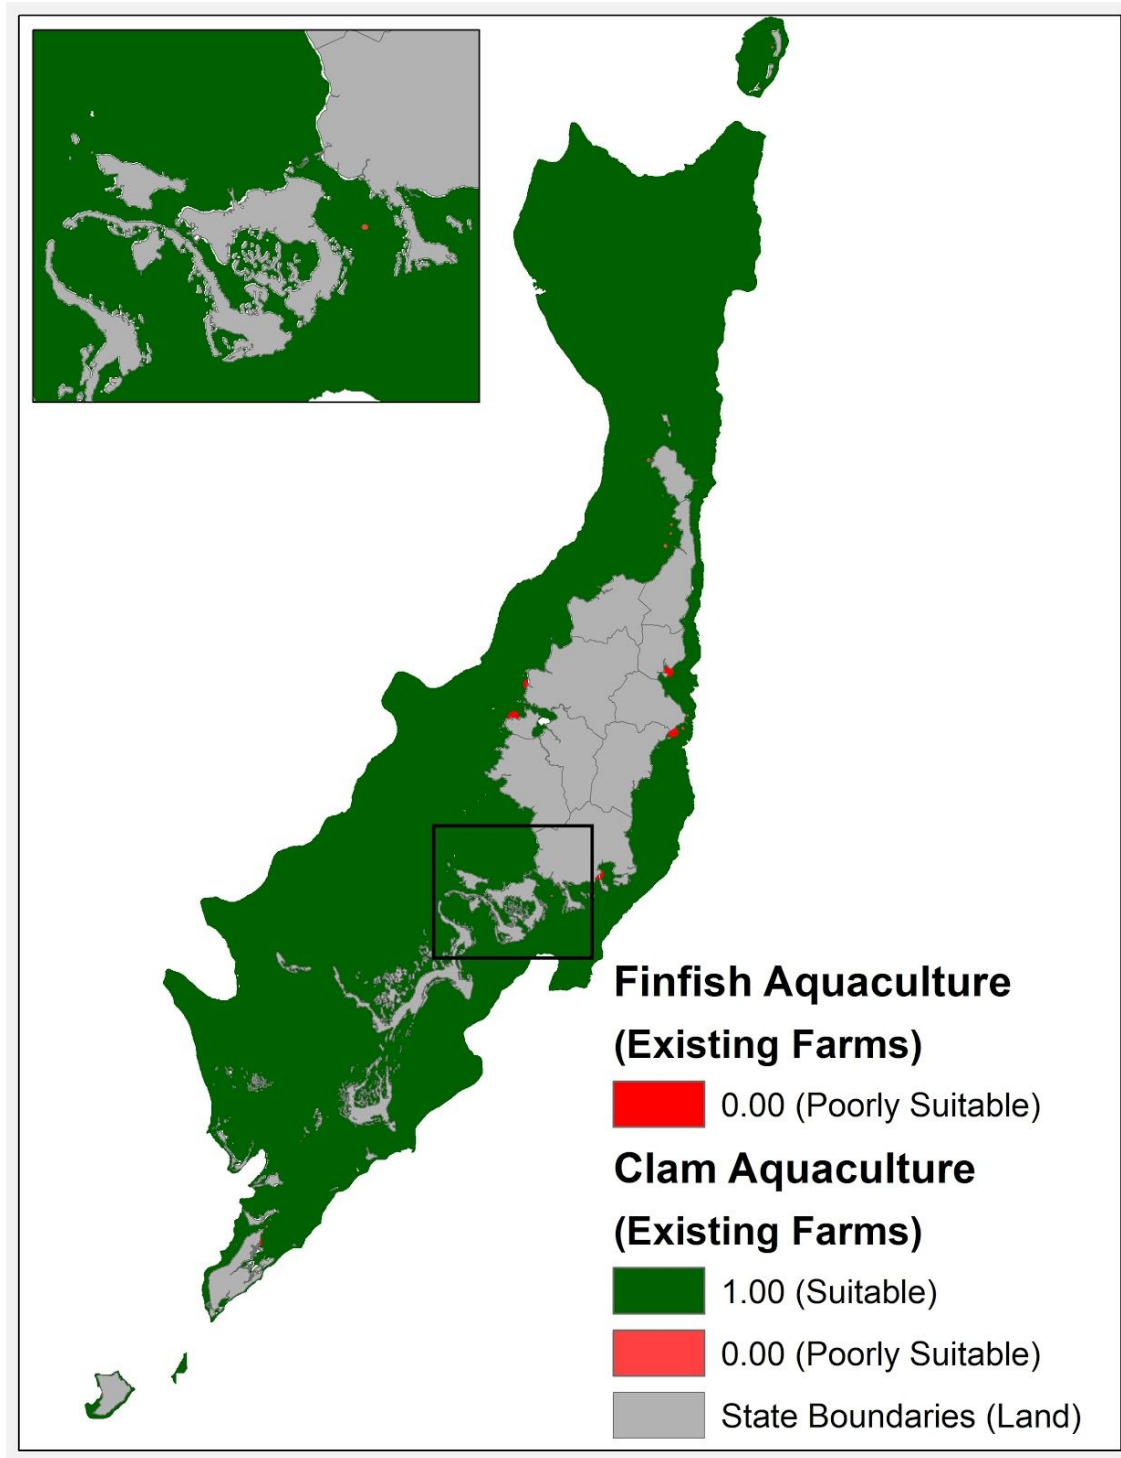 Finfish Aquaculture
(Existing Farms)
0.00 (Poorly Suitable)
Clam Aquaculture
(Existing Farms)
1.00 (Suitable)
0.00 (Poorly Suitable)
State Boundaries (Land)